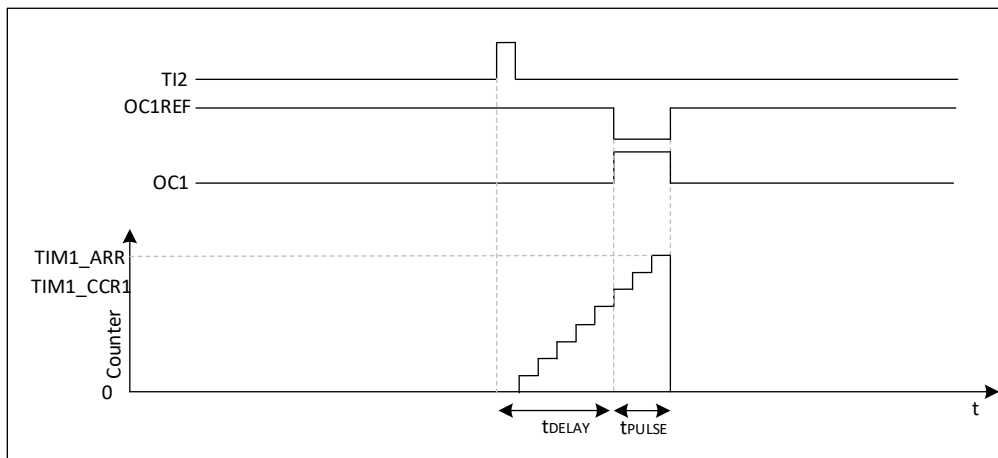 TI2
OC1REF
OC1
TIM1_ARR
TIM1_CCR1
Counter
0
t
tDELAY
tPULSE